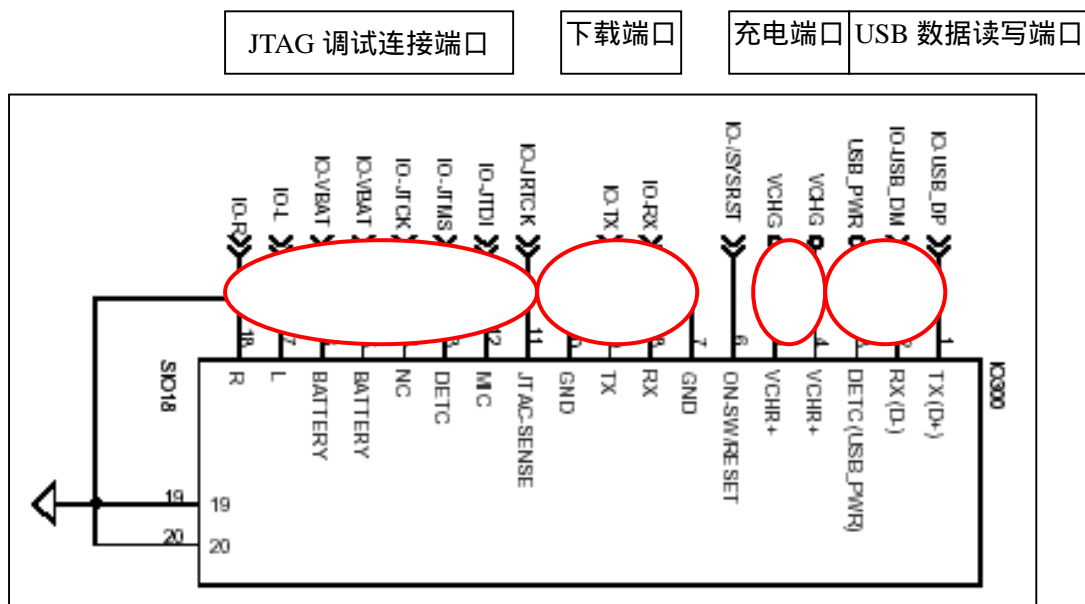 JTAG 调试连接端口
下载端口
充电端口
USB 数据读写端口
IO-R
IO-L
IO-VBAT
IO-VBAT
IO-JTCK
IO-JTMS
IO-JTDI
IO-JRTCK
IO-TX
IO-RX
IO-/SYSRST
VCHG
VCHG
USB_PWR
IO-USB_DM
IO-USB_DP
18
12
11
8
7
6
4
2
1
SIO18
IO300
R
L
BATTERY
BATTERY
NC
DETC
MIC
JTAC-SENSE
GND
TX
RX
GND
ON-SW/RESET
VCHR+
VCHR+
DETC (USB_PWR)
RX (D-)
TX (D+)
19
19
20
20